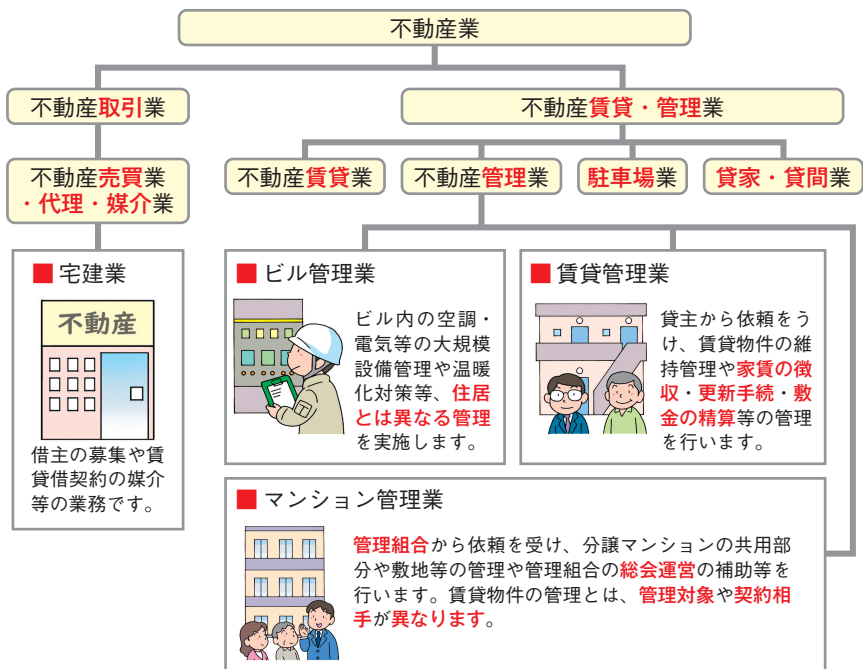 不動産業
不動産取引業
不動産賃貸・管理業
不動産売買業
・代理・媒介業
不動産賃貸業
不動産管理業
駐車場業
貸家・貸間業
■ 宅建業
不動産
借主の募集や賃
貸借契約の媒介
等の業務です。
■ ビル管理業
ビル内の空調・
電気等の大規模
設備管理や温暖
化対策等、住居
とは異なる管理
を実施します。
■ 賃貸管理業
貸主から依頼をう
け、賃貸物件の維
持管理や家賃の徴
収・更新手続・敷
金の精算等の管理
を行います。
■ マンション管理業
管理組合から依頼を受け、分譲マンションの共用部
分や敷地等の管理や管理組合の総会運営の補助等を
行います。賃貸物件の管理とは、管理対象や契約相
手が異なります。